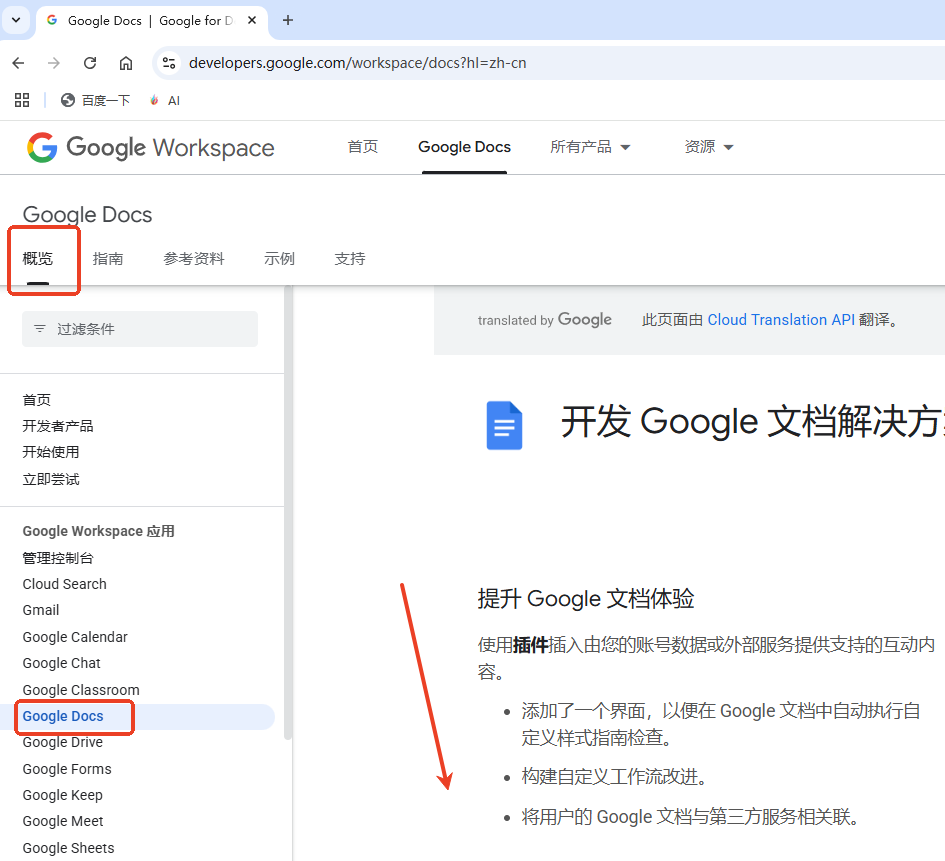 Google Docs | Google for D
developers.google.com/workspace/docs?hl=zh-cn
百度一下 AI
Google Workspace 首页 Google Docs 所有产品 资源
Google Docs
概览 指南 参考资料 示例 支持
过滤条件
首页
开发者产品
开始使用
立即尝试
Google Workspace 应用
管理控制台
Cloud Search
Gmail
Google Calendar
Google Chat
Google Classroom
Google Docs
Google Drive
Google Forms
Google Keep
Google Meet
Google Sheets
translated by Google 此页面由 Cloud Translation API 翻译。
开发 Google 文档解决方案
提升 Google 文档体验
使用插件插入由您的账号数据或外部服务提供支持的互动内
容。
添加了一个界面，以便在 Google 文档中自动执行自
定义样式指南检查。
构建自定义工作流改进。
将用户的 Google 文档与第三方服务相关联。